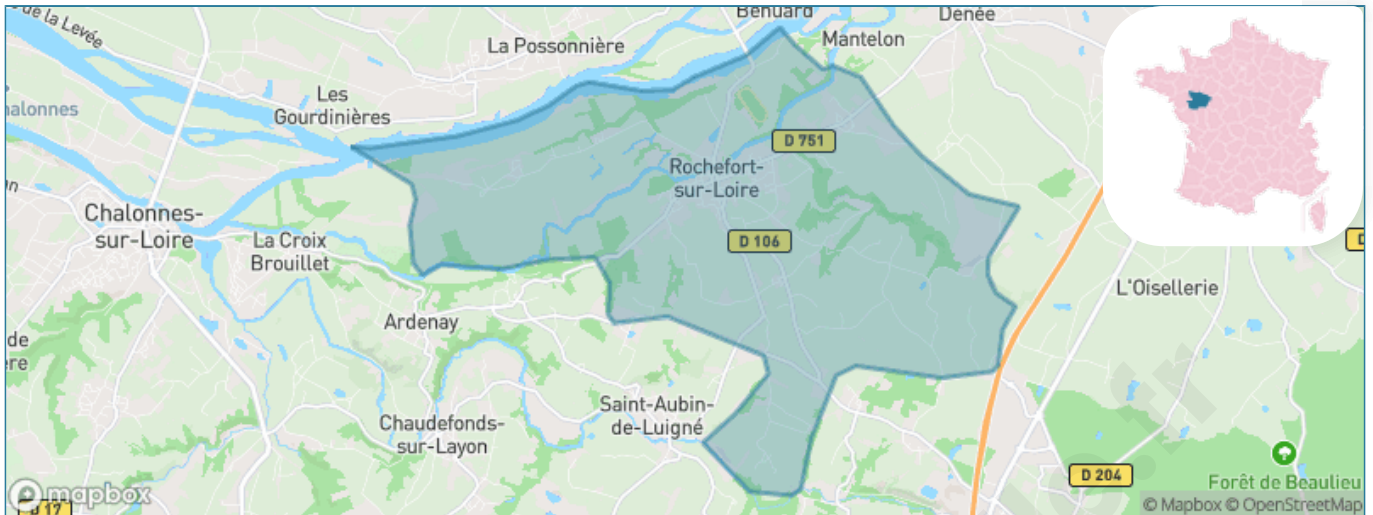 de la Levée
Béhuard
Denée
La Possonnière
Mantelon
Les
Gourdinières
D 751
Rochefort-
sur-Loire
Chalonnes-
sur-Loire
La Croix
Brouillet
D 106
L'Oisellerie
Ardenay
Saint-Aubin-
de-Luigné
Chaudefonds-
sur-Layon
D 204
Forêt de Beaulieu
mapbox
D 17
© Mapbox © OpenStreetMap